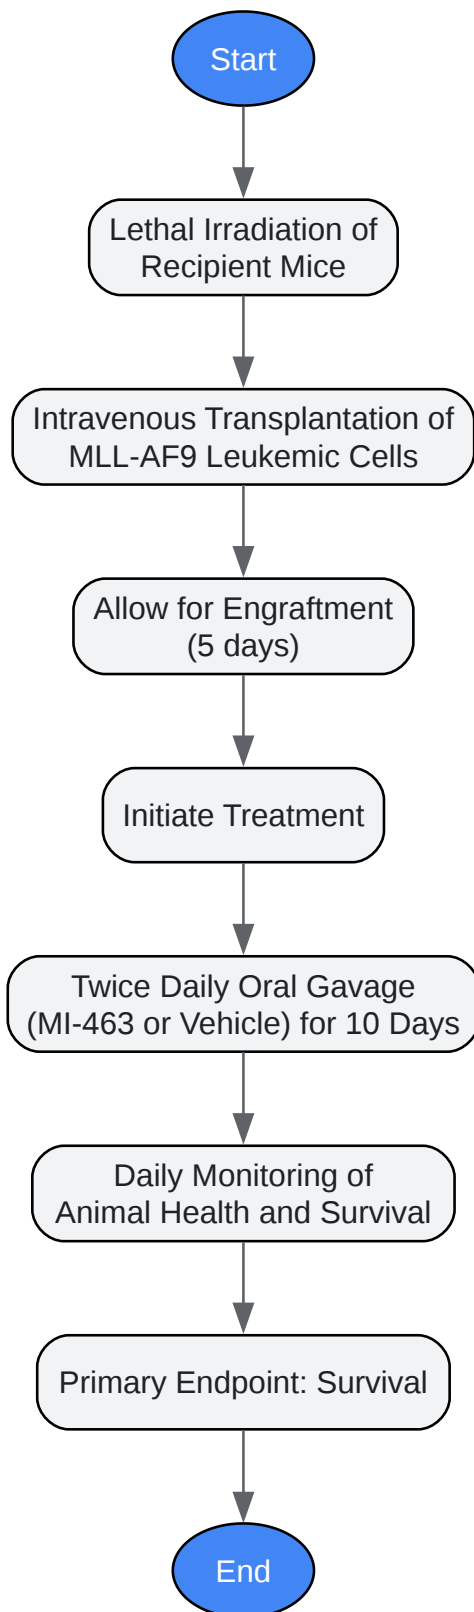 Start
Lethal Irradiation of
Recipient Mice
Intravenous Transplantation of
MLL-AF9 Leukemic Cells
Allow for Engraftment
(5 days)
Initiate Treatment
Twice Daily Oral Gavage
(MI-463 or Vehicle) for 10 Days
Daily Monitoring of
Animal Health and Survival
Primary Endpoint: Survival
End